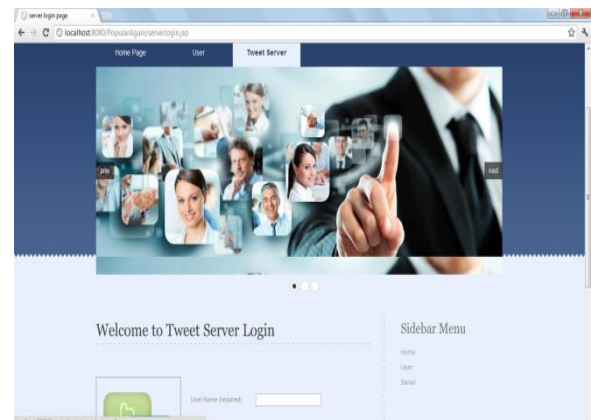 server login page
localhost:8080/PopularAgain/serverlogin.jsp
Home Page User Tweet Server
prev
next
Welcome to Tweet Server Login
Sidebar Menu
Home
User
Server
User Name (required)